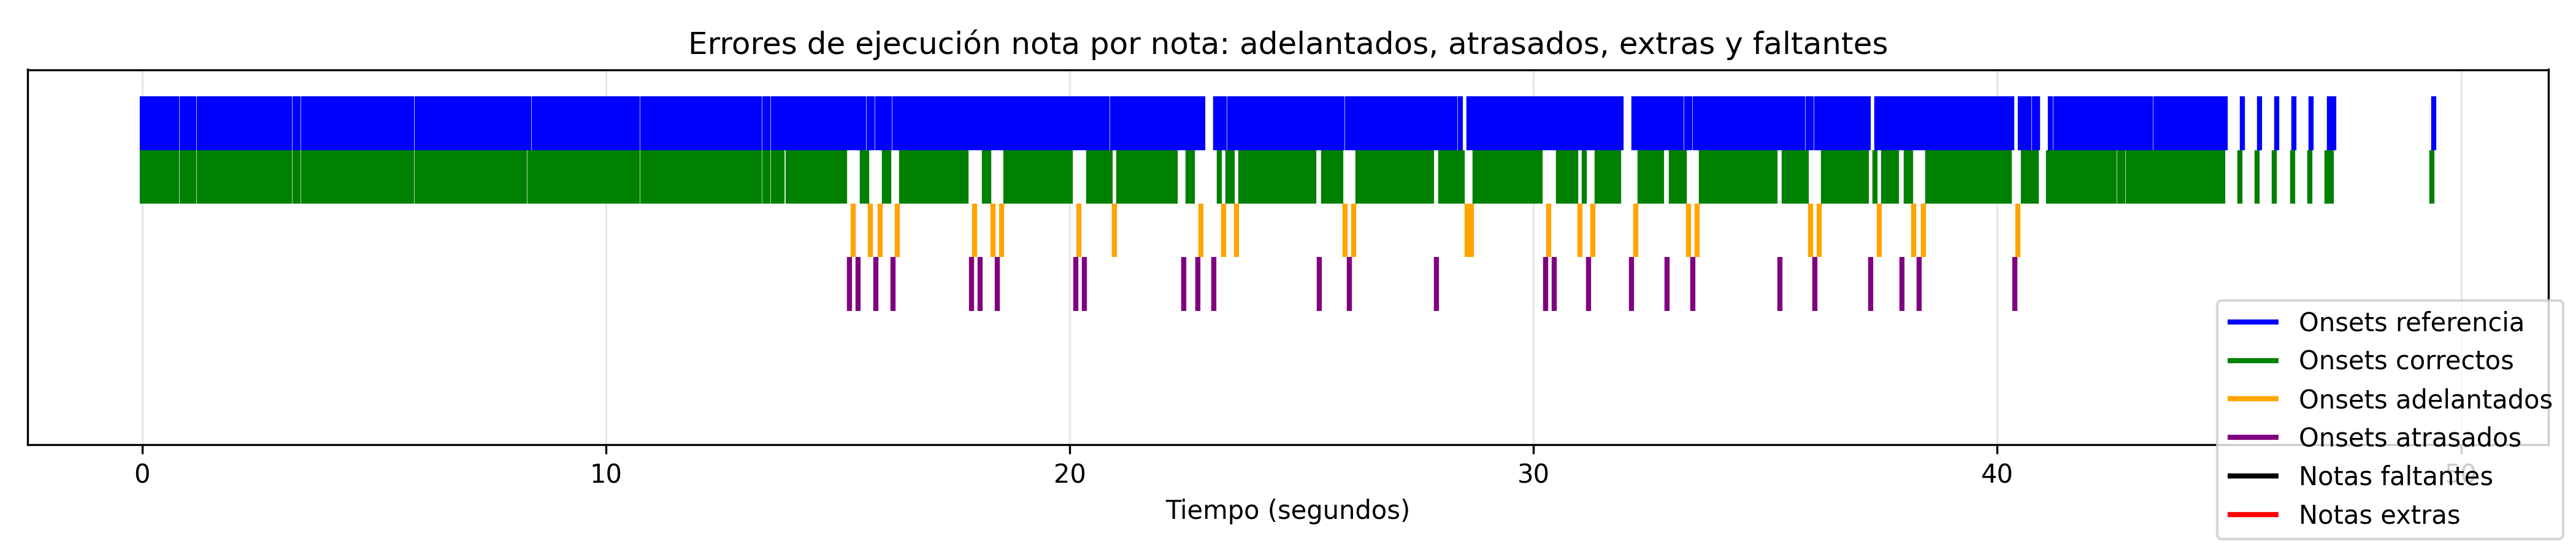 Errores de ejecución nota por nota: adelantados, atrasados, extras y faltantes
Onsets referencia
Onsets correctos
Onsets adelantados
Onsets atrasados
Notas faltantes
Notas extras
0 10 20 30 40 50
Tiempo (segundos)